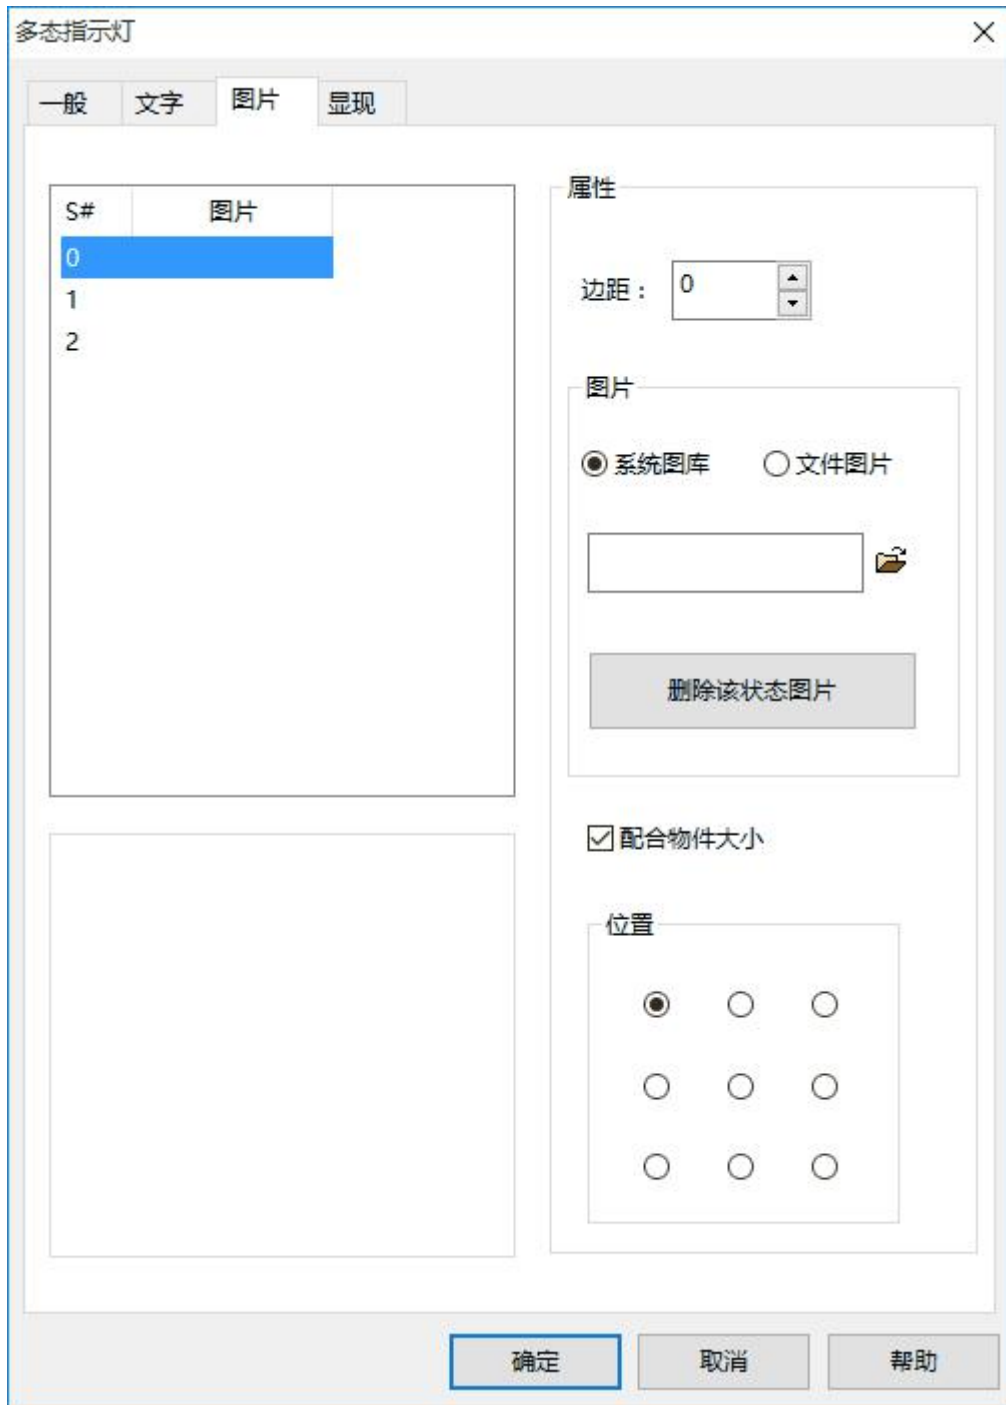 多态指示灯
一般 文字 图片 显现
S# 图片
0
1
2
属性
边距： 0
图片
系统图库 文件图片
删除该状态图片
配合物件大小
位置
确定 取消 帮助